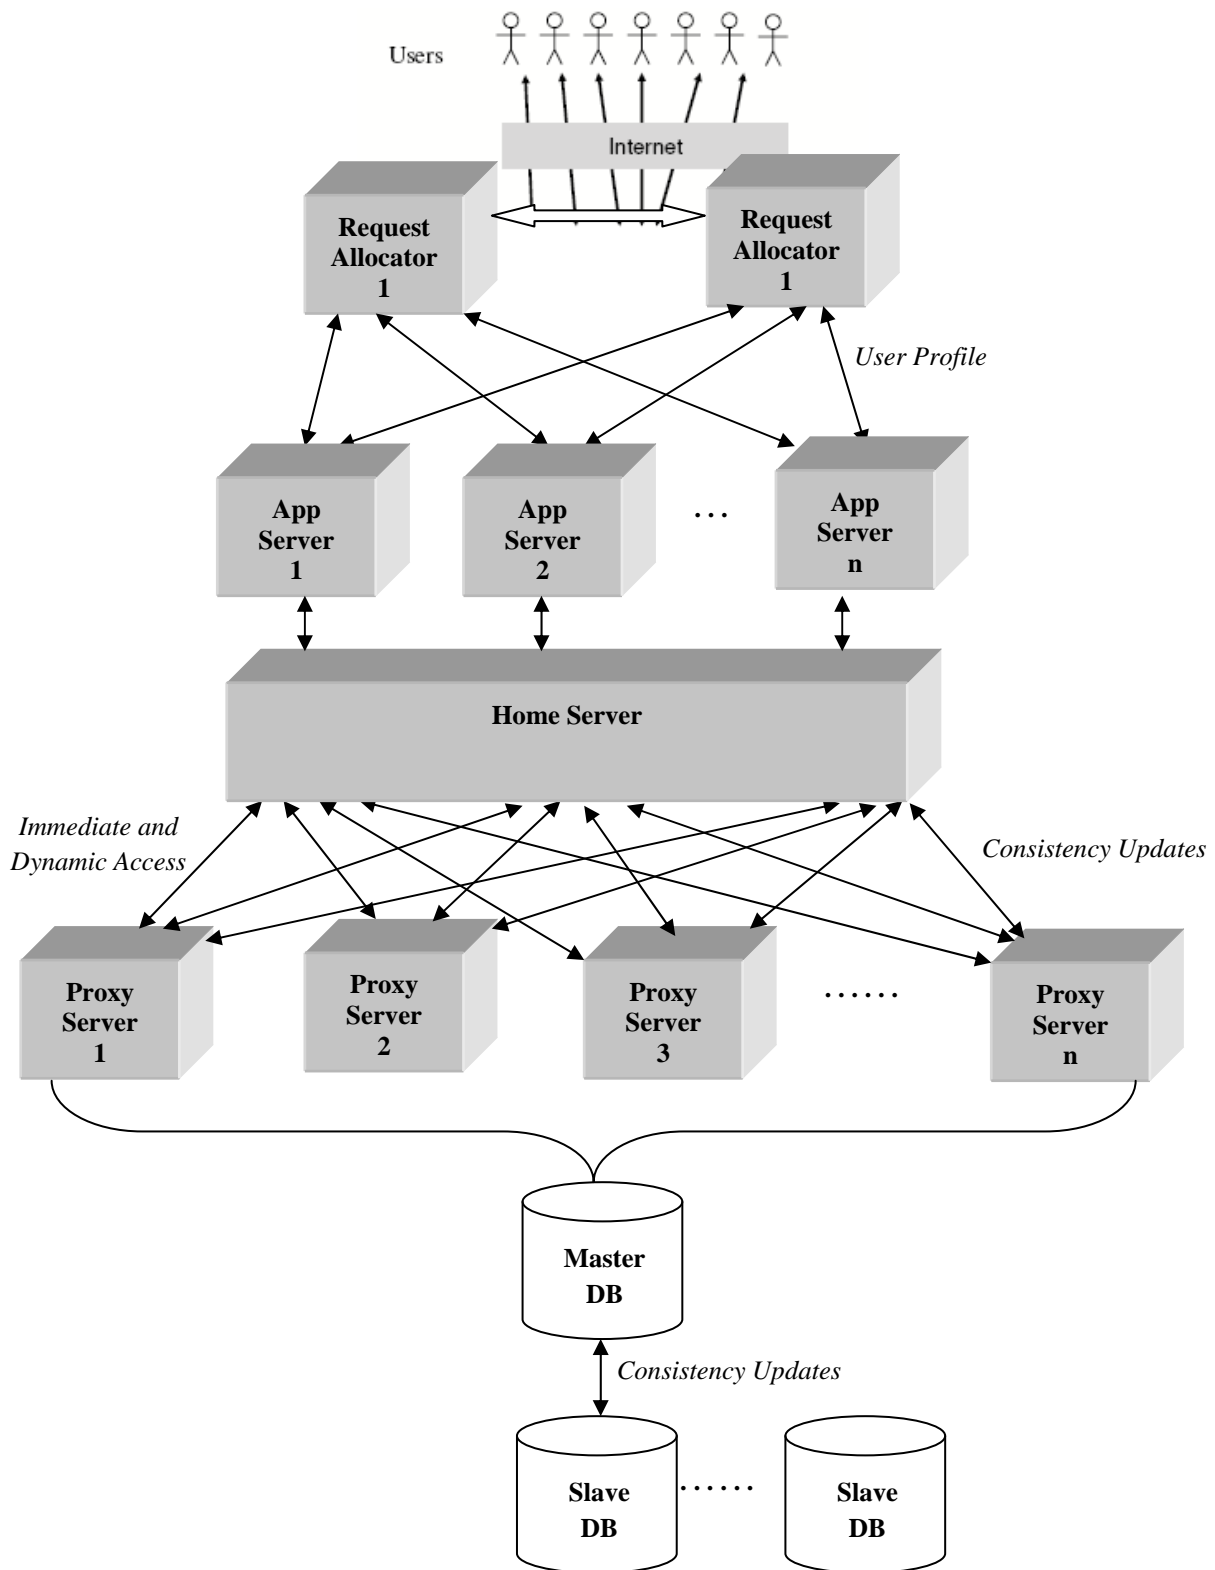 Users
Internet
Request
Allocator
1
Request
Allocator
1
User Profile
App
Server
1
App
Server
2
...
App
Server
n
Home Server
Immediate and
Dynamic Access
Consistency Updates
Proxy
Server
1
Proxy
Server
2
Proxy
Server
3
......
Proxy
Server
n
Master
DB
Consistency Updates
Slave
DB
......
Slave
DB